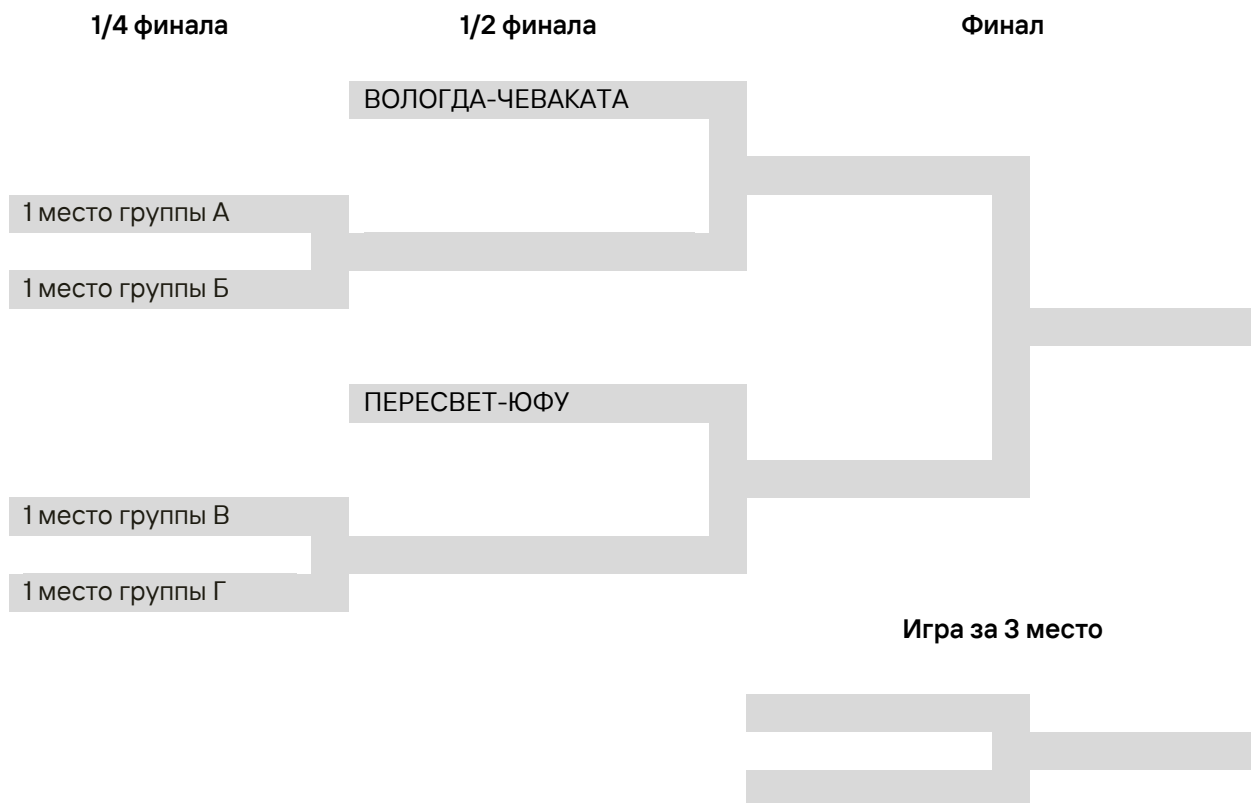 1/4 финала
1/2 финала
Финал
ВОЛОГДА-ЧЕВАКАТА
1 место группы А
1 место группы Б
ПЕРЕСВЕТ-ЮФУ
1 место группы В
1 место группы Г
Игра за 3 место